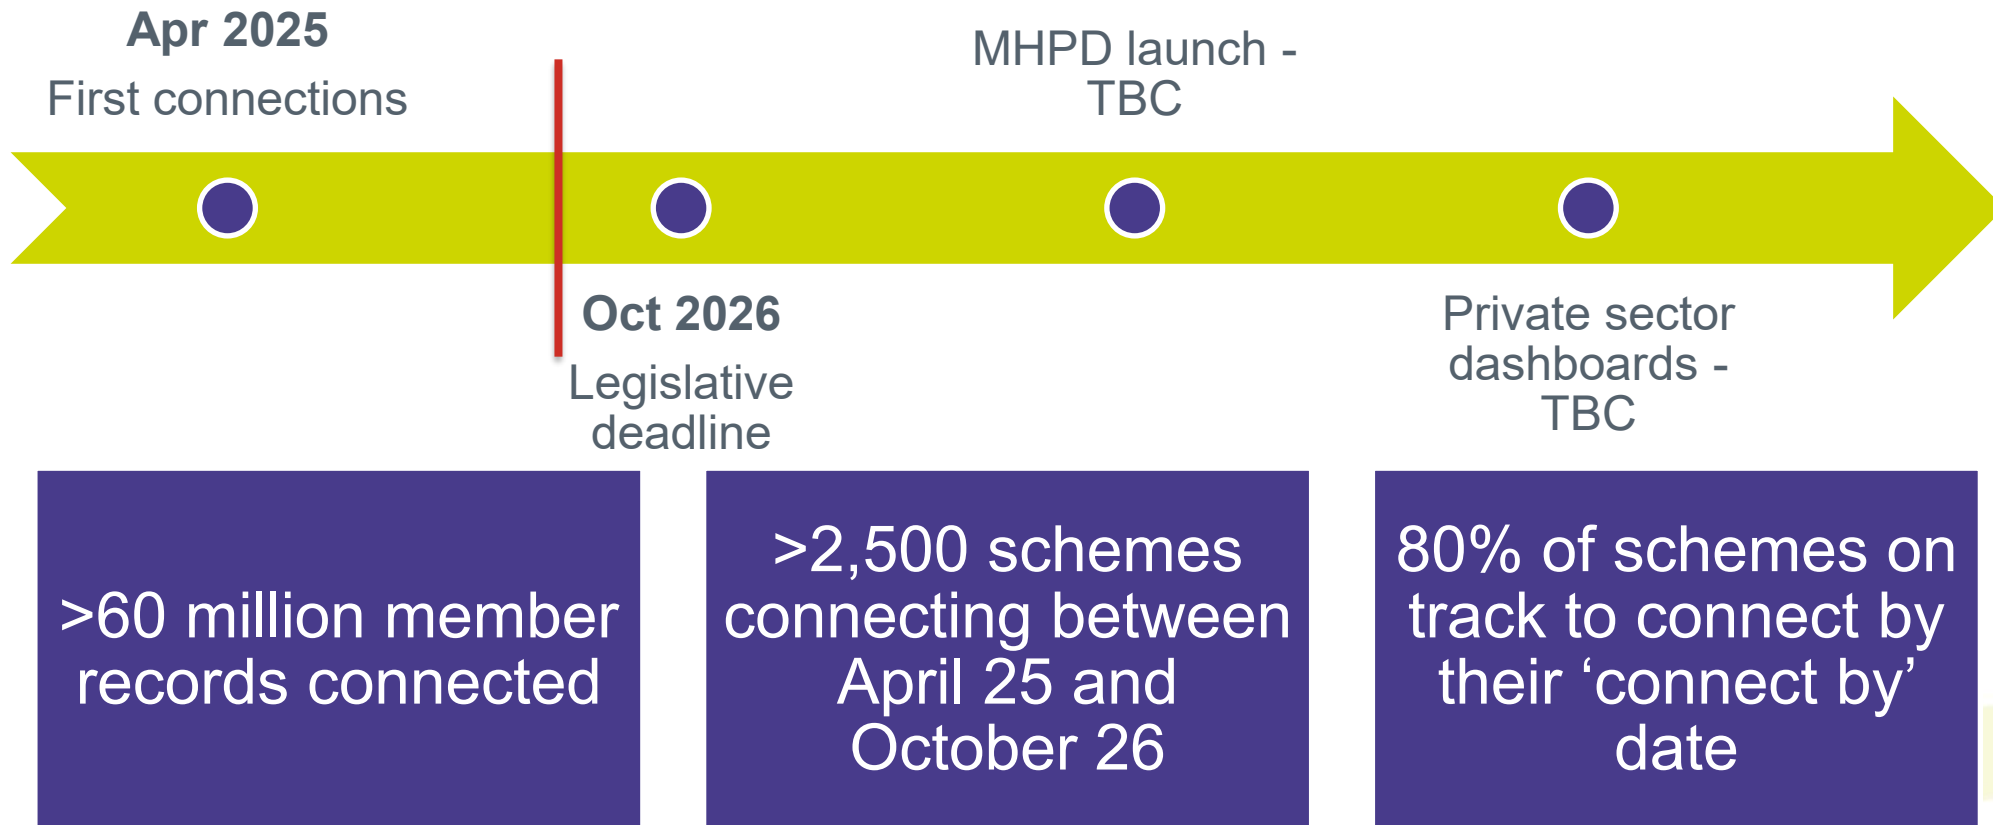 Apr 2025
First connections
MHPD launch -
TBC
Oct 2026
Legislative
deadline
Private sector
dashboards -
TBC
>60 million member
records connected
>2,500 schemes
connecting between
April 25 and
October 26
80% of schemes on
track to connect by
their ‘connect by’
date